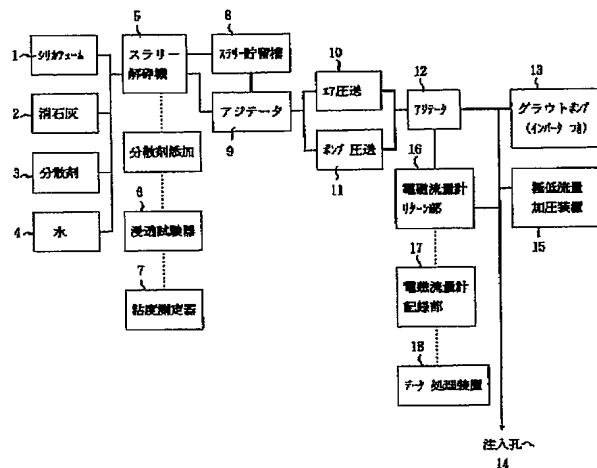 1
シリカフューム
2
消石灰
3
分散剤
4
水
5
スラリー
解砕機
分散剤添加
6
浸透試験器
7
粘度測定器
8
スラリー貯留槽
アジテータ
9
10
エア圧送
ポンプ 圧送
11
12
アジテータ
13
グラウトポンプ
(インバータ つき)
極低流量
加圧装置
15
16
電磁流量計
リターン部
17
電磁流量計
記録部
18
データ 処理装置
注入孔へ
14